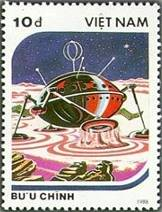 10đ VIỆT NAM
BƯU CHÍNH 1988